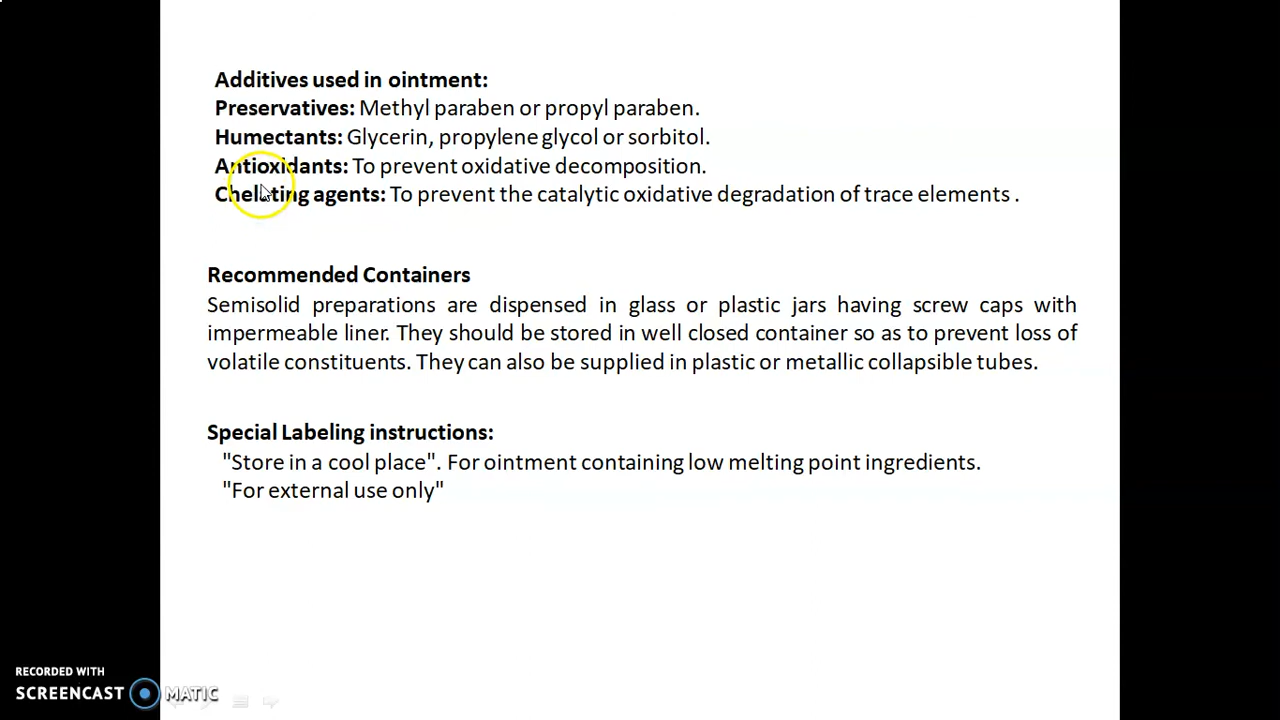 Additives used in ointment:
Preservatives: Methyl paraben or propyl paraben.
Humectants: Glycerin, propylene glycol or sorbitol.
Antioxidants: To prevent oxidative decomposition.
Chelating agents: To prevent the catalytic oxidative degradation of trace elements .
Recommended Containers
Semisolid preparations are dispensed in glass or plastic jars having screw caps with
impermeable liner. They should be stored in well closed container so as to prevent loss of
volatile constituents. They can also be supplied in plastic or metallic collapsible tubes.
Special Labeling instructions:
"Store in a cool place". For ointment containing low melting point ingredients.
"For external use only"
RECORDED WITH
SCREENCAST MATIC